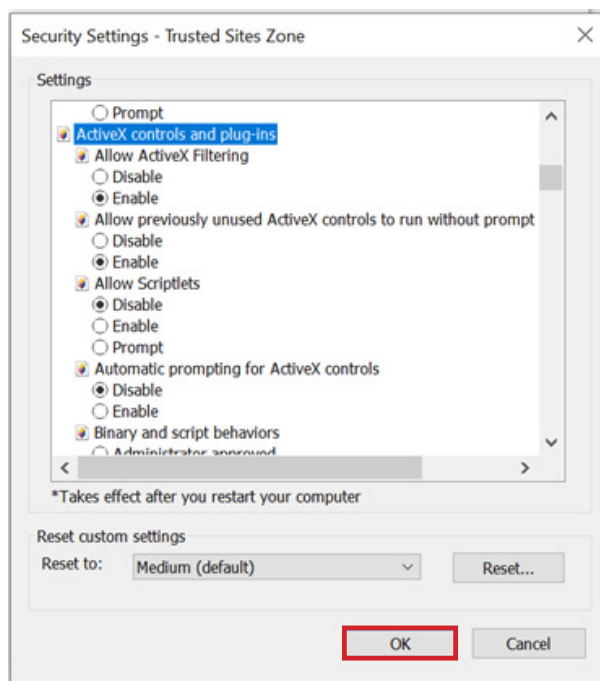 Security Settings - Trusted Sites Zone
Settings
Prompt
ActiveX controls and plug-ins
Allow ActiveX Filtering
Disable
Enable
Allow previously unused ActiveX controls to run without prompt
Disable
Enable
Allow Scriptlets
Disable
Enable
Prompt
Automatic prompting for ActiveX controls
Disable
Enable
Binary and script behaviors
Administrator approved
*Takes effect after you restart your computer
Reset custom settings
Reset to: Medium (default) Reset...
OK Cancel